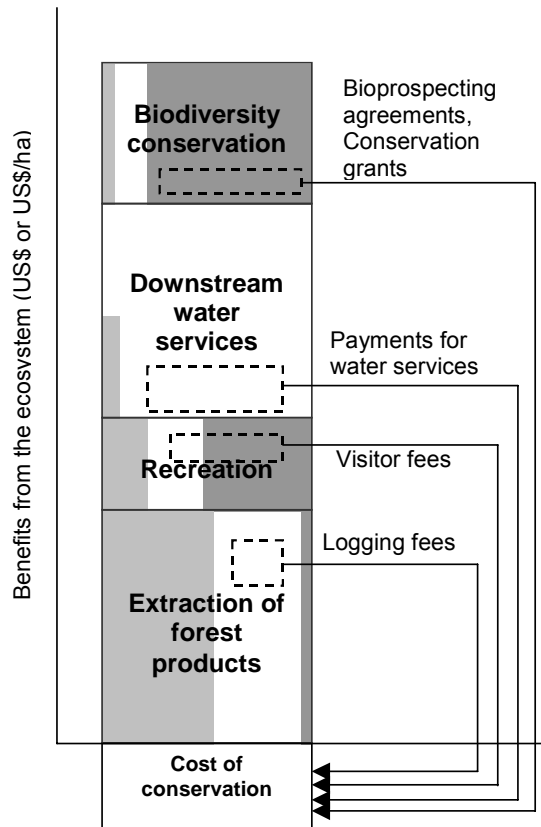 Benefits from the ecosystem (US$ or US$/ha)
Biodiversity
conservation
Bioprospecting
agreements,
Conservation
grants
Downstream
water
services
Payments for
water services
Recreation
Visitor fees
Logging fees
Extraction of
forest
products
Cost of
conservation